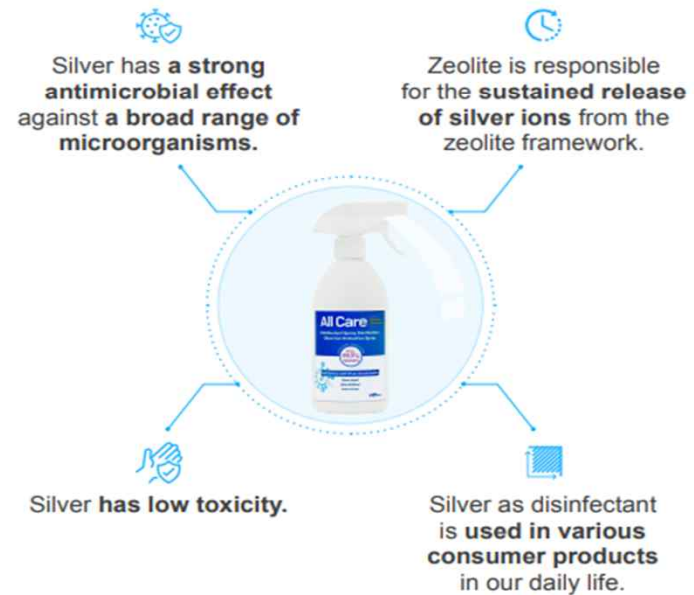 Silver has a strong
antimicrobial effect
against a broad range of
microorganisms.
Zeolite is responsible
for the sustained release
of silver ions from the
zeolite framework.
All Care
Silver has low toxicity.
Silver as disinfectant
is used in various
consumer products
in our daily life.